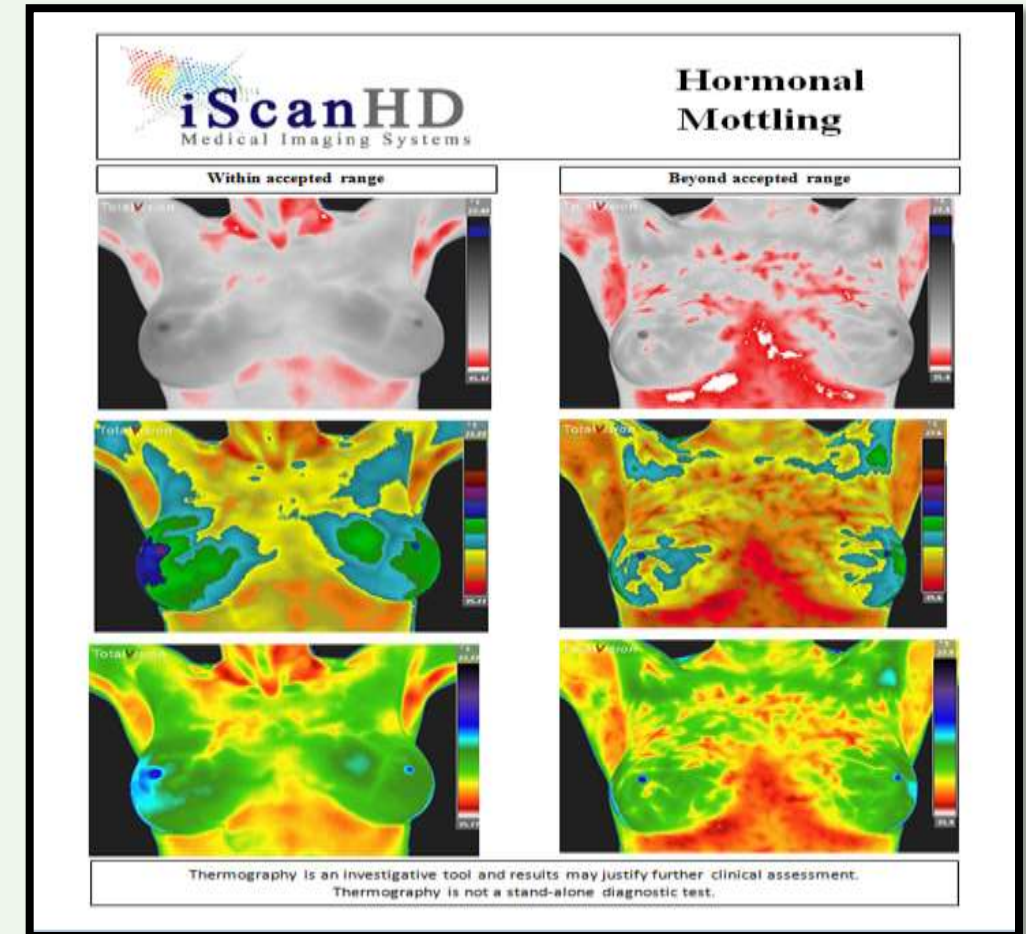 iScanHD
Medical Imaging Systems
Hormonal
Mottling
Within accepted range
Beyond accepted range
TotalVision
TotalVision
TotalVision
TotalVision
TotalVision
TotalVision
Thermography is an investigative tool and results may justify further clinical assessment.
Thermography is not a stand-alone diagnostic test.